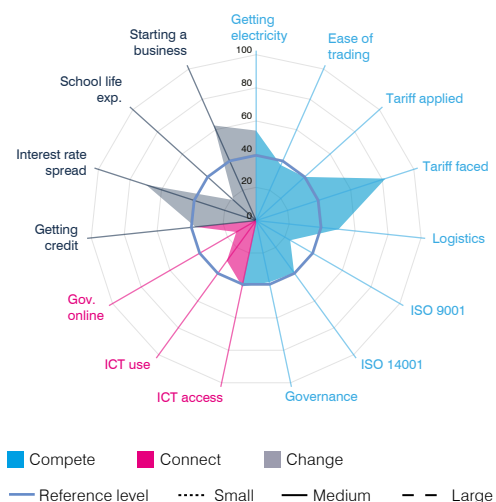 Getting
electricity
Starting a
business
Ease of
trading
100
80
60
40
20
0
School life
exp.
Tariff applied
Interest rate
spread
Tariff faced
Getting
credit
Logistics
Gov.
online
ISO 9001
ICT use
ISO 14001
ICT access
Governance
Compete
Connect
Change
Reference level
Small
Medium
Large